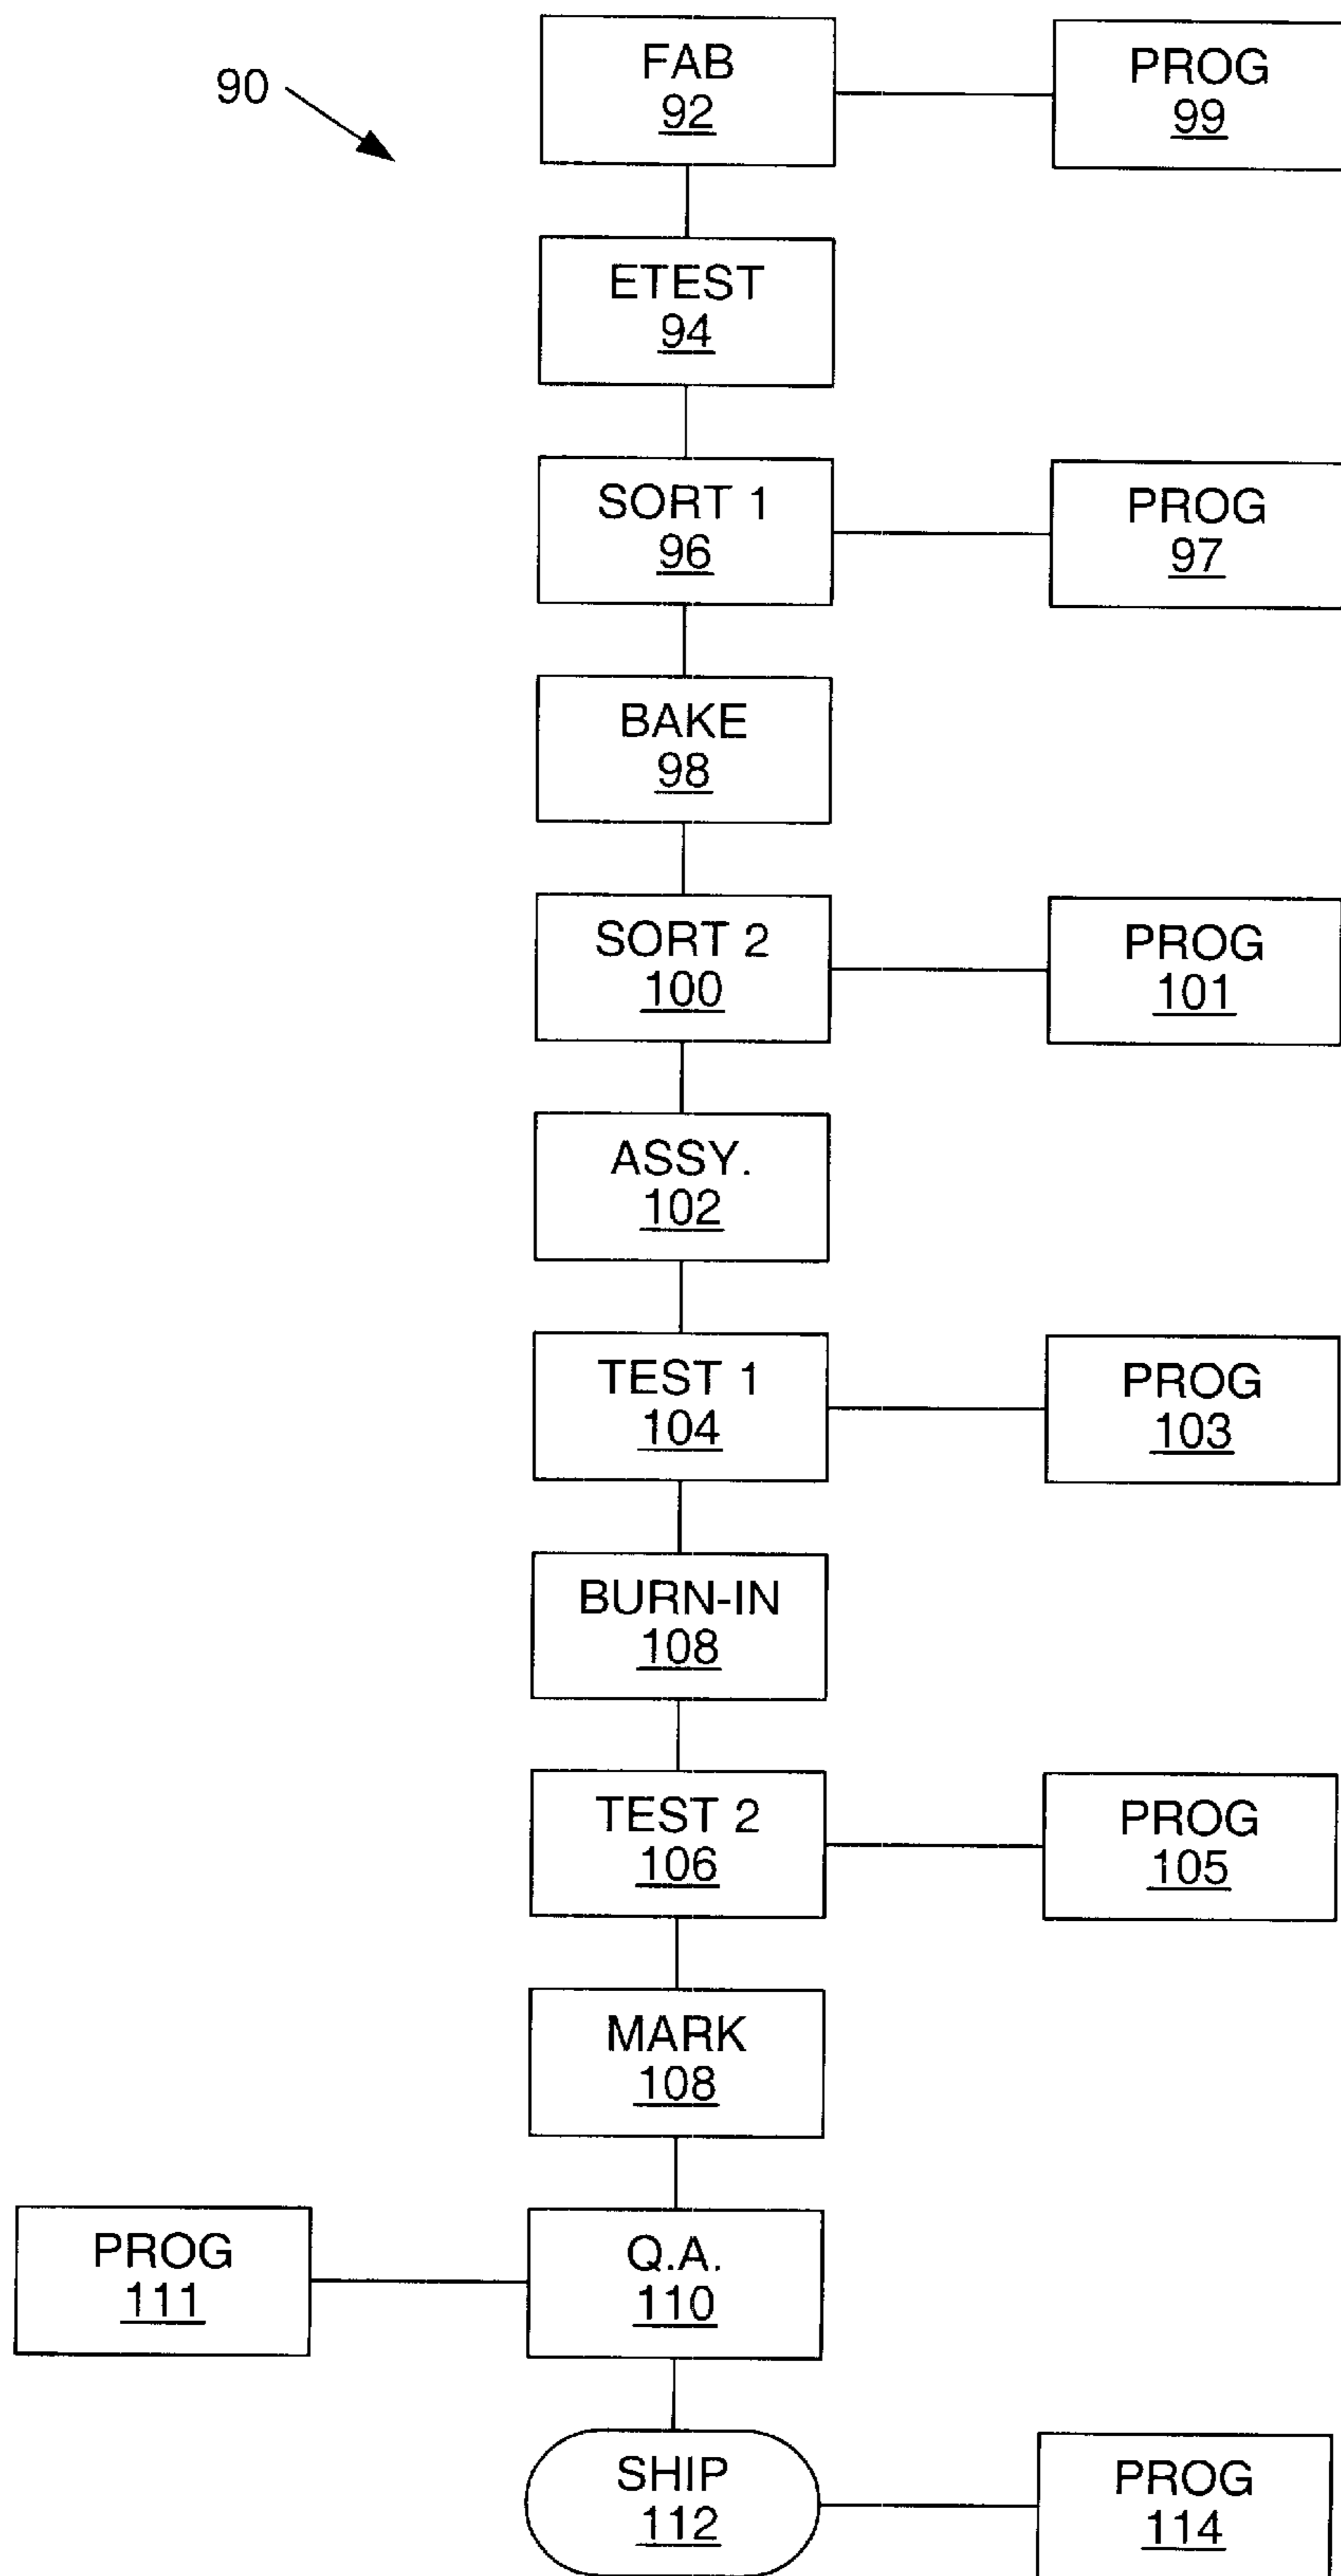 90
FAB
92
PROG
99
ETEST
94
SORT 1
96
PROG
97
BAKE
98
SORT 2
100
PROG
101
ASSY.
102
TEST 1
104
PROG
103
BURN-IN
108
TEST 2
106
PROG
105
MARK
108
PROG
111
Q.A.
110
SHIP
112
PROG
114